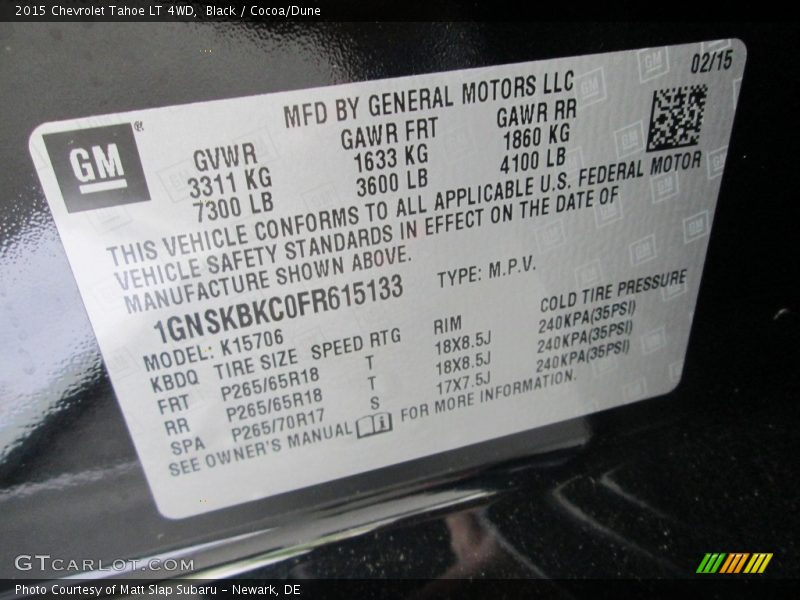 2015 Chevrolet Tahoe LT 4WD, Black / Cocoa/Dune
02/15
MFD BY GENERAL MOTORS LLC
GM®
GVWR GAWR FRT GAWR RR
3311 KG 1633 KG 1860 KG
7300 LB 3600 LB 4100 LB
THIS VEHICLE CONFORMS TO ALL APPLICABLE U.S. FEDERAL MOTOR
VEHICLE SAFETY STANDARDS IN EFFECT ON THE DATE OF
MANUFACTURE SHOWN ABOVE.
1GNSKBKC0FR615133 TYPE: M.P.V.
MODEL: K15706
KBDQ TIRE SIZE SPEED RTG RIM COLD TIRE PRESSURE
FRT P265/65R18 T 18X8.5J 240KPA(35PSI)
RR P265/65R18 T 18X8.5J 240KPA(35PSI)
SPA P265/70R17 S 17X7.5J 240KPA(35PSI)
SEE OWNER'S MANUAL FOR MORE INFORMATION.
GTcarlot.com
Photo Courtesy of Matt Slap Subaru - Newark, DE